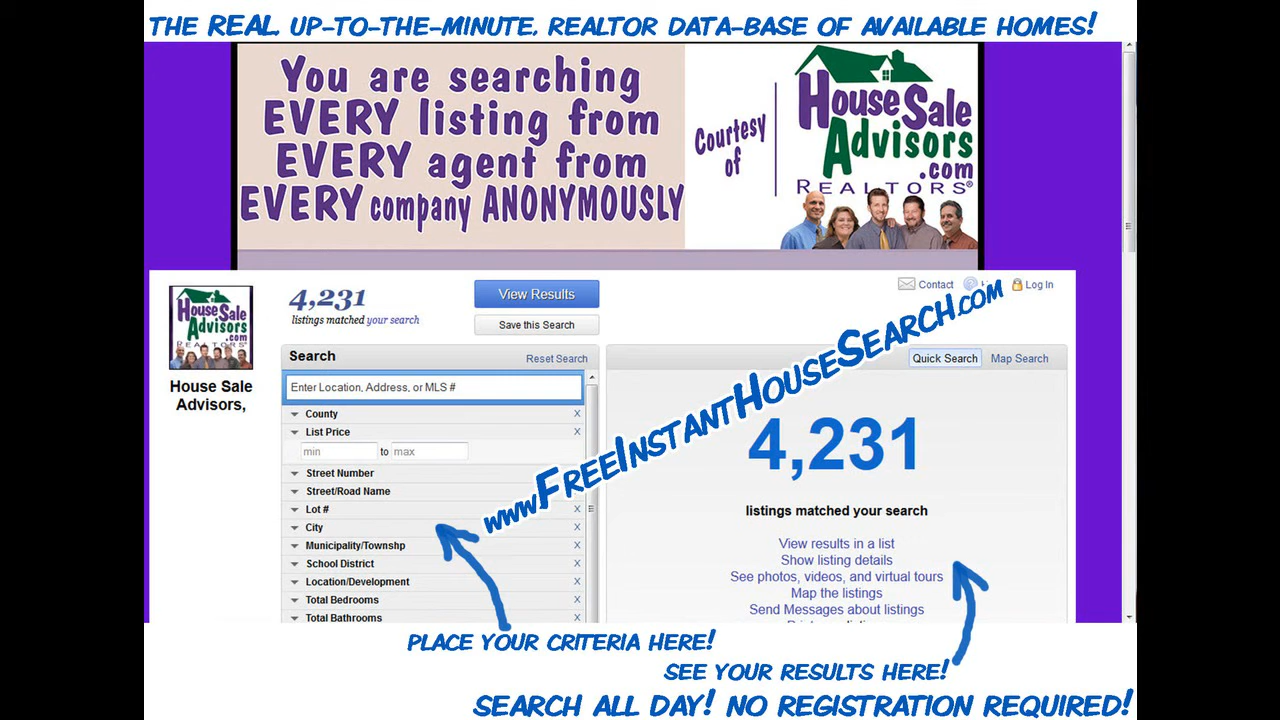 THE REAL, UP-TO-THE-MINUTE, REALTOR DATA-BASE OF AVAILABLE HOMES!
You are searching
EVERY listing from
EVERY agent from
EVERY company ANONYMOUSLY
Courtesy
of
HouseSale
Advisors
.com
REALTORS®
HouseSale
Advisors
.com
REALTORS
House Sale
Advisors,
4,231
listings matched your search
View Results
Save this Search
Contact
Log In
Search
Reset Search
Quick Search
Map Search
Enter Location, Address, or MLS #
County X
List Price X
min to max
Street Number
Street/Road Name
Lot # X
City X
Municipality/Townshp X
School District X
Location/Development X
Total Bedrooms X
Total Bathrooms X
www.FreeInstantHouseSearch.com
4,231
listings matched your search
View results in a list
Show listing details
See photos, videos, and virtual tours
Map the listings
Send Messages about listings
PLACE YOUR CRITERIA HERE!
SEE YOUR RESULTS HERE!
SEARCH ALL DAY! NO REGISTRATION REQUIRED!